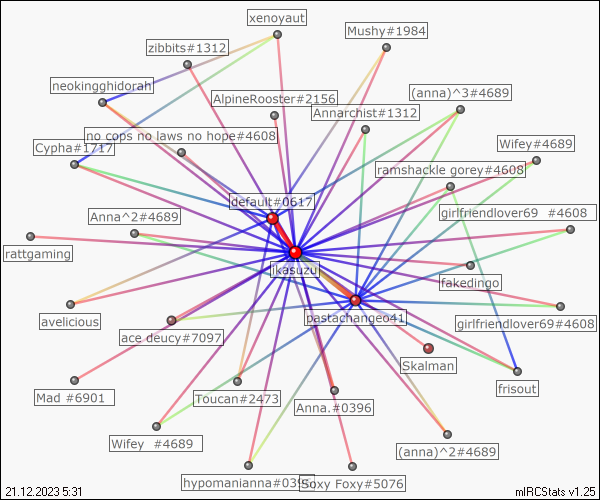 xenoyaut
Mushy#1984
zibbits#1312
neokingghidorah
(anna)^3#4689
AlpineRooster#2156
Annarchist#1312
no cops no laws no hope#4608
Cypha#1717
Wifey#4689
ramshackle gorey#4608
default#0617
Anna^2#4689
girlfriendlover69 #4608
rattgaming
jkasuzuj
fakedingo
avelicious
pastachangeo41
girlfriendlover69#4608
ace deucy#7097
Skalman
frisout
Mad #6901
Toucan#2473
Anna.#0396
Wifey #4689
(anna)^2#4689
hypomanianna#039
Soxy Foxy#5076
21.12.2023 5:31
mIRCStats v1.25